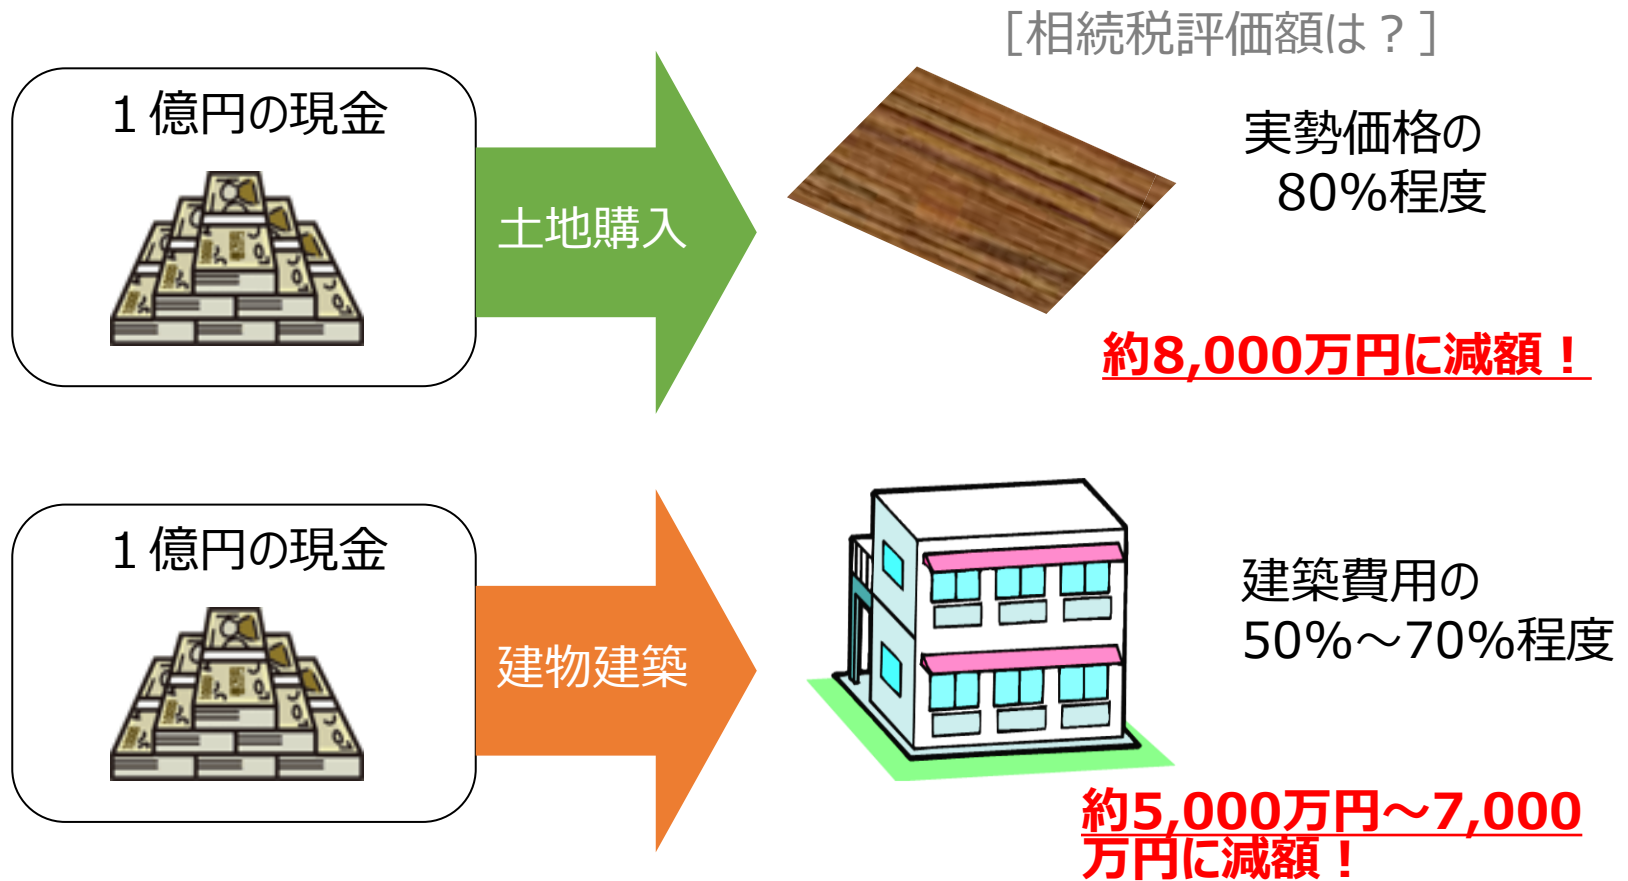 ［相続税評価額は？］
１億円の現金
土地購入
実勢価格の
80%程度
約8,000万円に減額！
１億円の現金
建物建築
建築費用の
50%～70%程度
約5,000万円～7,000
万円に減額！